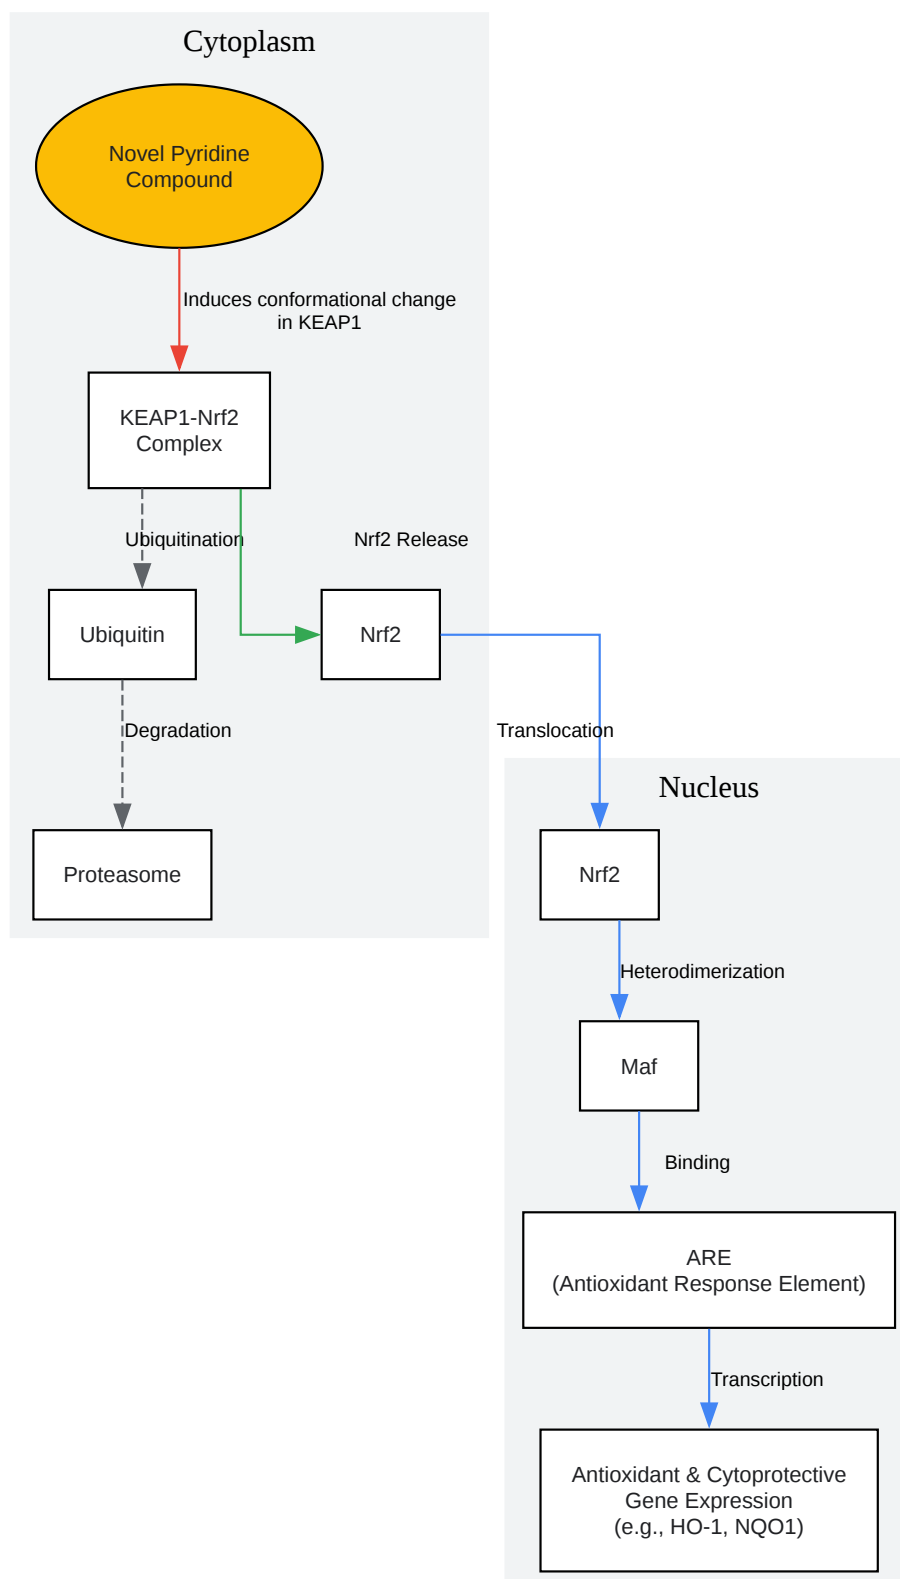 Cytoplasm
Novel Pyridine
Compound
Induces conformational change
in KEAP1
KEAP1-Nrf2
Complex
Ubiquitination
Nrf2 Release
Ubiquitin
Nrf2
Degradation
Translocation
Proteasome
Nucleus
Nrf2
Heterodimerization
Maf
Binding
ARE
(Antioxidant Response Element)
Transcription
Antioxidant & Cytoprotective
Gene Expression
(e.g., HO-1, NQO1)